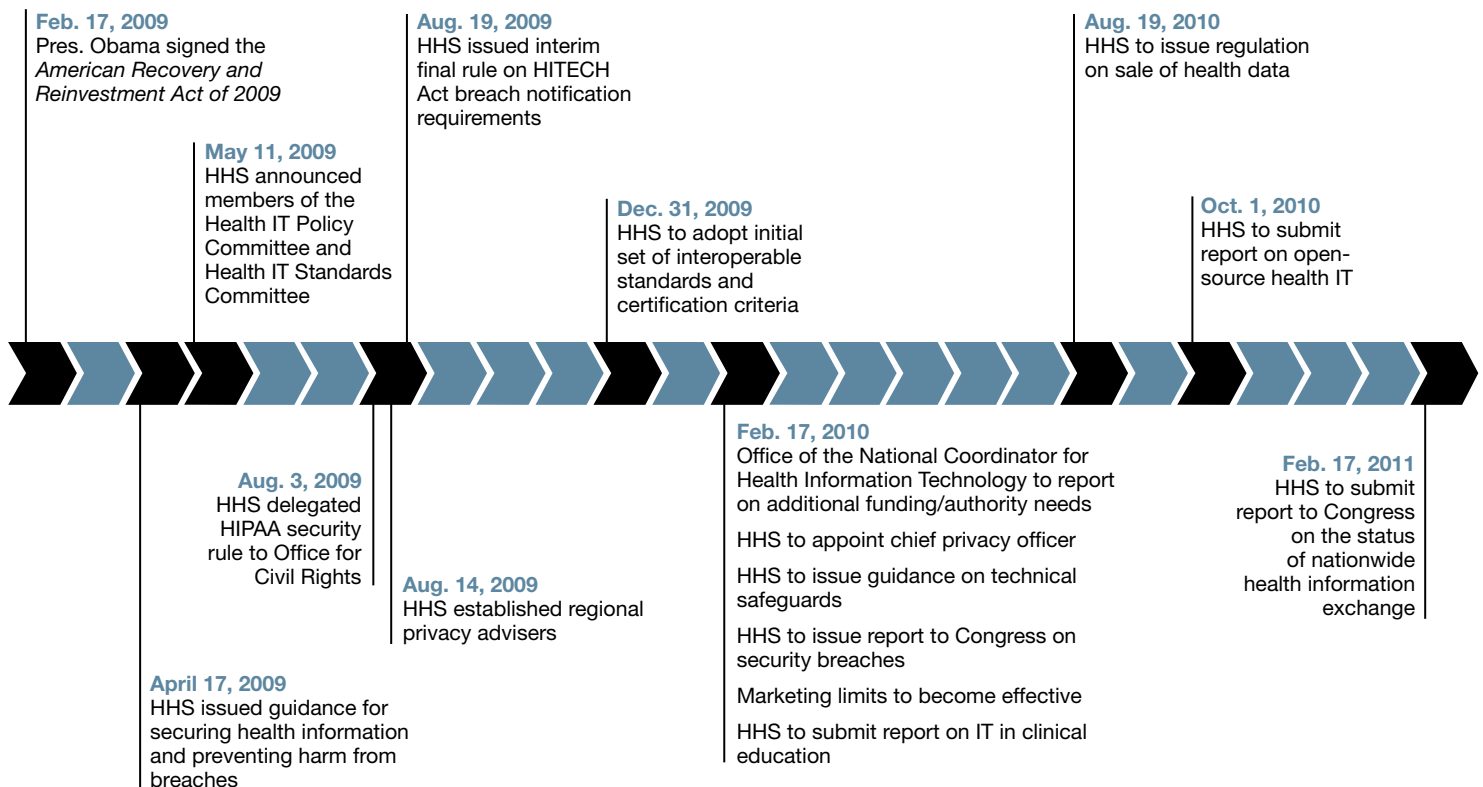 Feb. 17, 2009
Pres. Obama signed the
American Recovery and
Reinvestment Act of 2009
May 11, 2009
HHS announced
members of the
Health IT Policy
Committee and
Health IT Standards
Committee
Aug. 19, 2009
HHS issued interim
final rule on HITECH
Act breach notification
requirements
Dec. 31, 2009
HHS to adopt initial
set of interoperable
standards and
certification criteria
Aug. 19, 2010
HHS to issue regulation
on sale of health data
Oct. 1, 2010
HHS to submit
report on open-
source health IT
April 17, 2009
HHS issued guidance for
securing health information
and preventing harm from
breaches
Aug. 3, 2009
HHS delegated
HIPAA security
rule to Office for
Civil Rights
Aug. 14, 2009
HHS established regional
privacy advisers
Feb. 17, 2010
Office of the National Coordinator for
Health Information Technology to report
on additional funding/authority needs
HHS to appoint chief privacy officer
HHS to issue guidance on technical
safeguards
HHS to issue report to Congress on
security breaches
Marketing limits to become effective
HHS to submit report on IT in clinical
education
Feb. 17, 2011
HHS to submit
report to Congress
on the status
of nationwide
health information
exchange